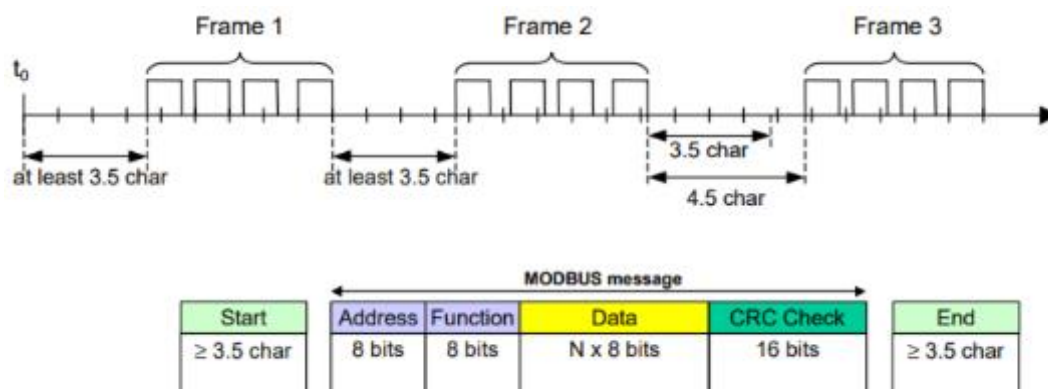 Frame 1 Frame 2 Frame 3
t0
at least 3.5 char at least 3.5 char 3.5 char
4.5 char
MODBUS message
Start Address Function Data CRC Check End
≥ 3.5 char 8 bits 8 bits N x 8 bits 16 bits ≥ 3.5 char